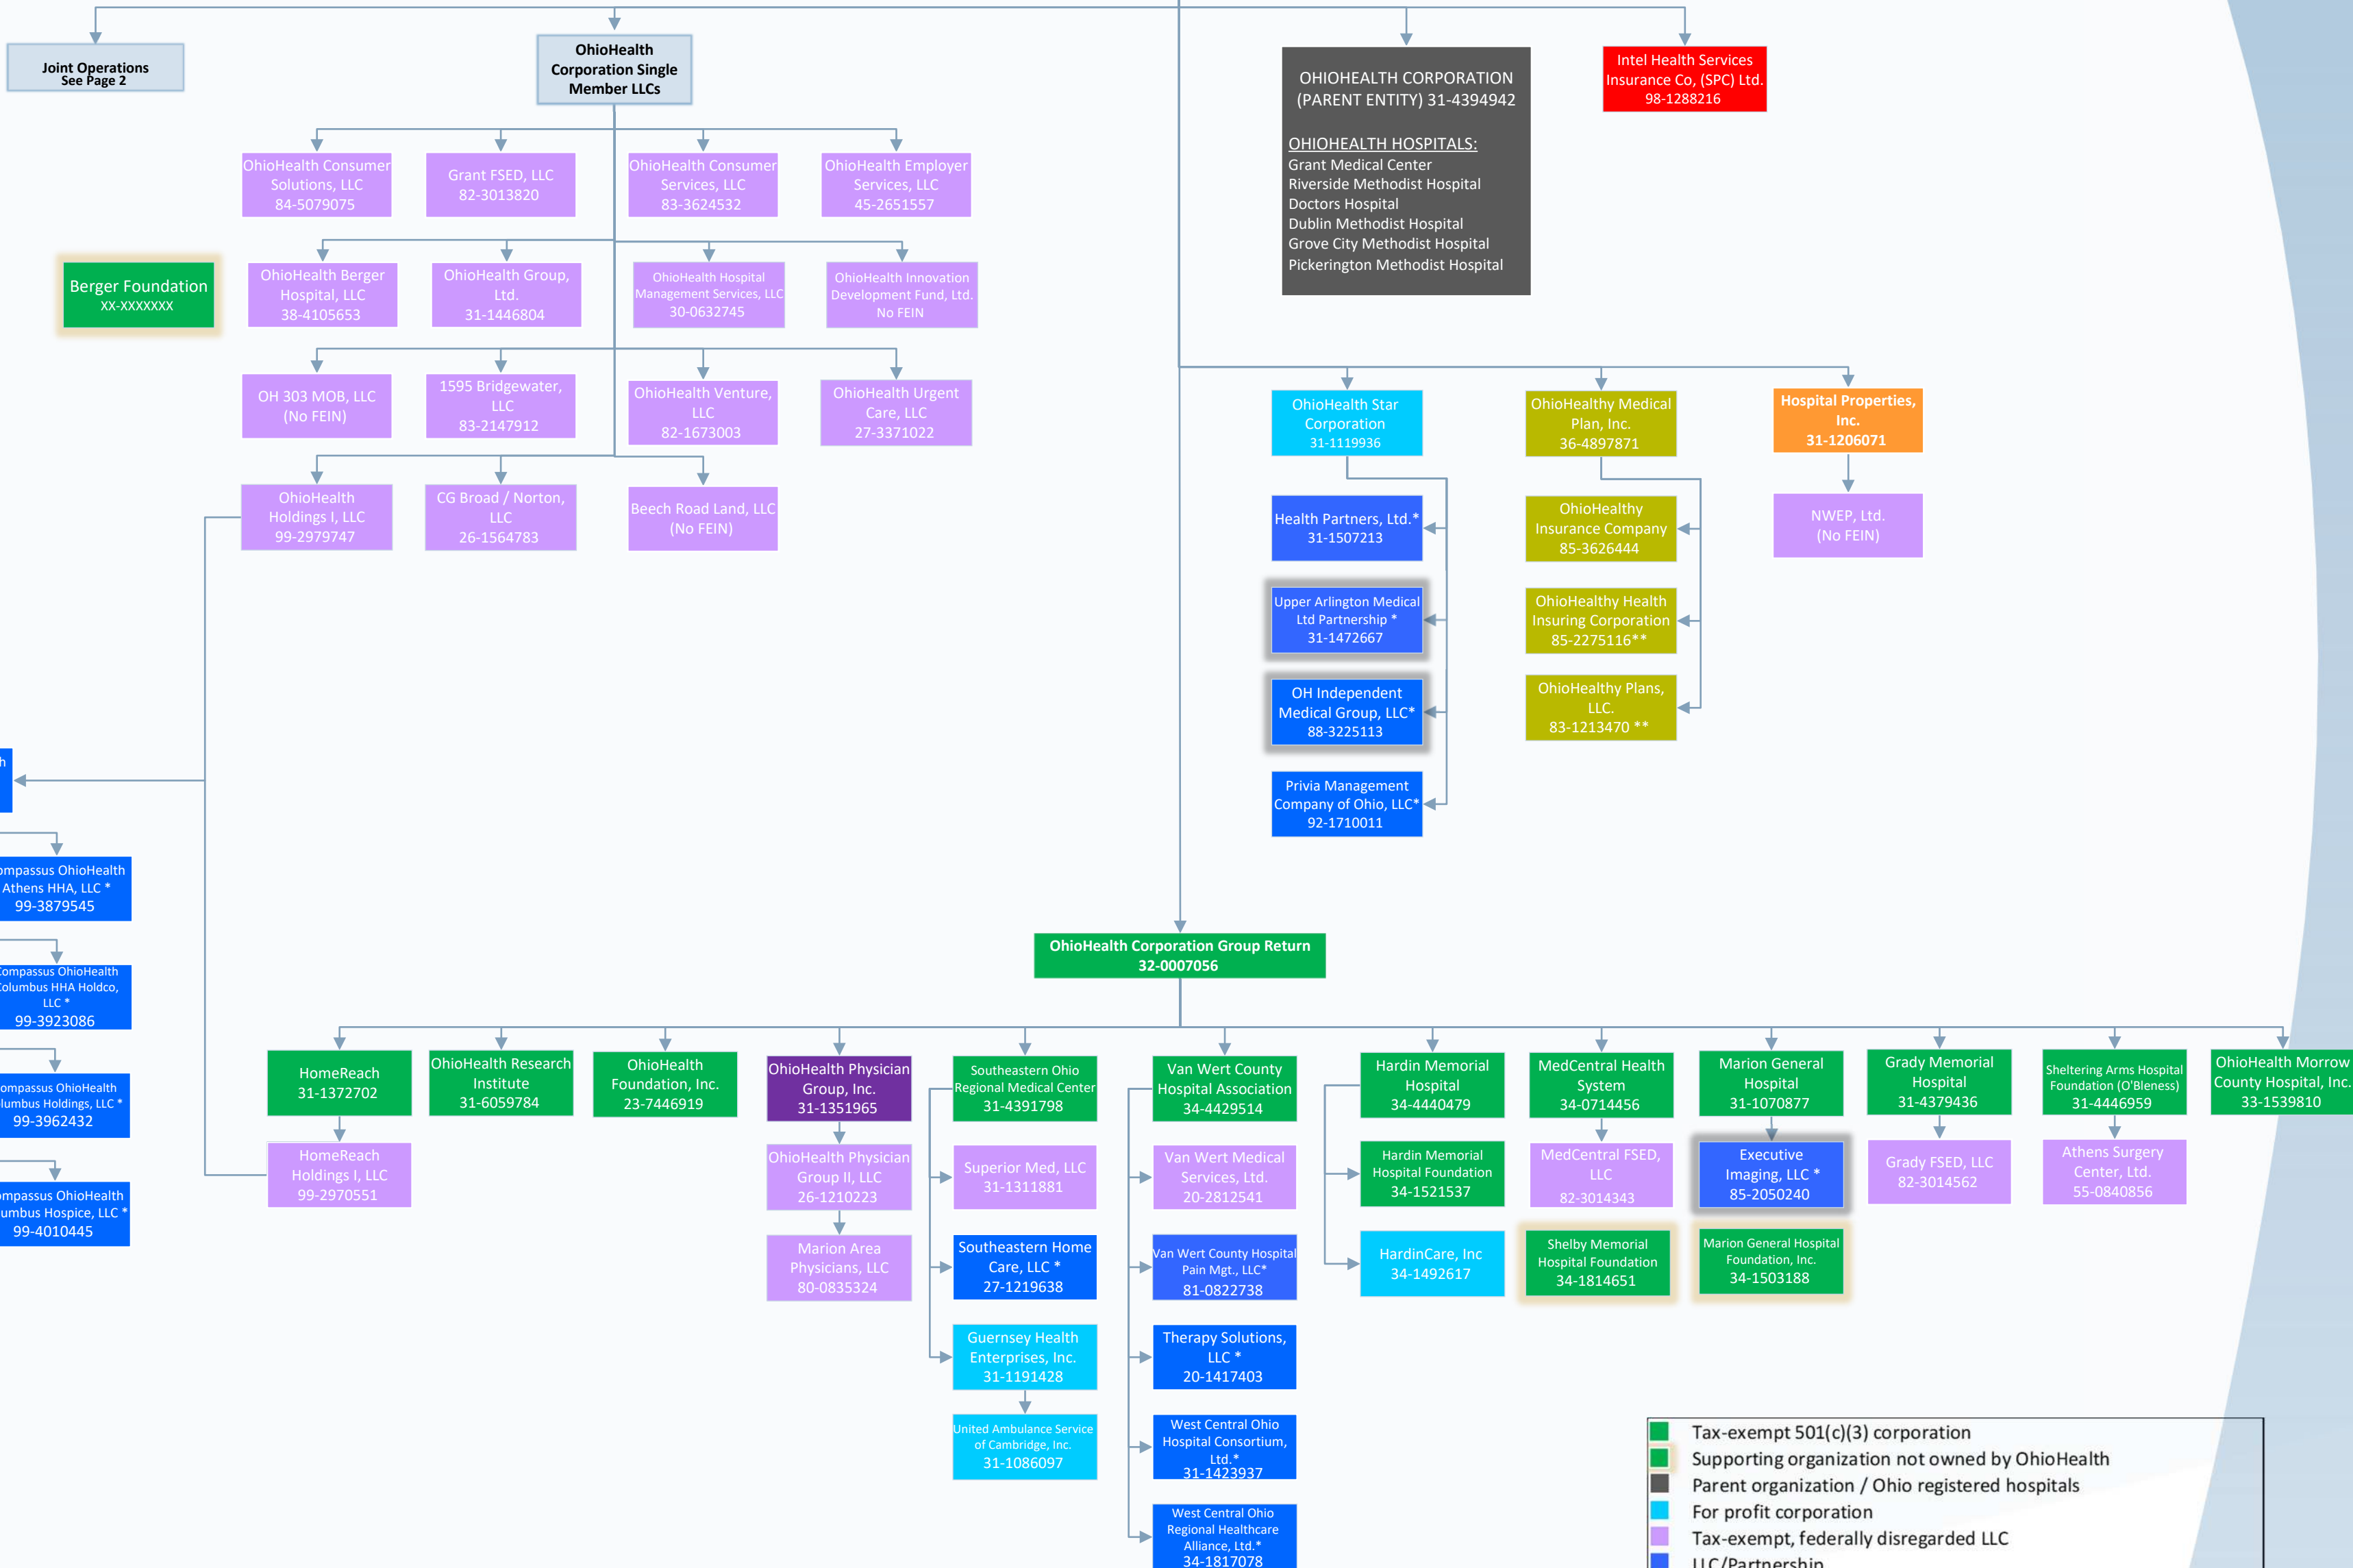 Joint Operations
See Page 2
OhioHealth
Corporation Single
Member LLCs
OHIOHEALTH CORPORATION
(PARENT ENTITY) 31-4394942
OHIOHEALTH HOSPITALS:
Grant Medical Center
Riverside Methodist Hospital
Doctors Hospital
Dublin Methodist Hospital
Grove City Methodist Hospital
Pickerington Methodist Hospital
Intel Health Services
Insurance Co, (SPC) Ltd.
98-1288216
OhioHealth Consumer
Solutions, LLC
84-5079075
Grant FSED, LLC
82-3013820
OhioHealth Consumer
Services, LLC
83-3624532
OhioHealth Employer
Services, LLC
45-2651557
Berger Foundation
XX-XXXXXXX
OhioHealth Berger
Hospital, LLC
38-4105653
OhioHealth Group,
Ltd.
31-1446804
OhioHealth Hospital
Management Services, LLC
30-0632745
OhioHealth Innovation
Development Fund, Ltd.
No FEIN
OH 303 MOB, LLC
(No FEIN)
1595 Bridgewater,
LLC
83-2147912
OhioHealth Venture,
LLC
82-1673003
OhioHealth Urgent
Care, LLC
27-3371022
OhioHealth
Holdings I, LLC
99-2979747
CG Broad / Norton,
LLC
26-1564783
Beech Road Land, LLC
(No FEIN)
OhioHealth Star
Corporation
31-1119936
OhioHealthy Medical
Plan, Inc.
36-4897871
Hospital Properties,
Inc.
31-1206071
Health Partners, Ltd.*
31-1507213
OhioHealthy
Insurance Company
85-3626444
NWEP, Ltd.
(No FEIN)
Upper Arlington Medical
Ltd Partnership *
31-1472667
OhioHealthy Health
Insuring Corporation
85-2275116**
OH Independent
Medical Group, LLC*
88-3225113
OhioHealthy Plans,
LLC.
83-1213470 **
Privia Management
Company of Ohio, LLC*
92-1710011
h
ompassus OhioHealth
Athens HHA, LLC *
99-3879545
Compassus OhioHealth
Columbus HHA Holdco,
LLC *
99-3923086
ompassus OhioHealth
lumbus Holdings, LLC *
99-3962432
ompassus OhioHealth
umbus Hospice, LLC *
99-4010445
OhioHealth Corporation Group Return
32-0007056
HomeReach
31-1372702
OhioHealth Research
Institute
31-6059784
OhioHealth
Foundation, Inc.
23-7446919
OhioHealth Physician
Group, Inc.
31-1351965
Southeastern Ohio
Regional Medical Center
31-4391798
Van Wert County
Hospital Association
34-4429514
Hardin Memorial
Hospital
34-4440479
MedCentral Health
System
34-0714456
Marion General
Hospital
31-1070877
Grady Memorial
Hospital
31-4379436
Sheltering Arms Hospital
Foundation (O'Bleness)
31-4446959
OhioHealth Morrow
County Hospital, Inc.
33-1539810
HomeReach
Holdings I, LLC
99-2970551
OhioHealth Physician
Group II, LLC
26-1210223
Superior Med, LLC
31-1311881
Van Wert Medical
Services, Ltd.
20-2812541
Hardin Memorial
Hospital Foundation
34-1521537
MedCentral FSED,
LLC
82-3014343
Executive
Imaging, LLC *
85-2050240
Grady FSED, LLC
82-3014562
Athens Surgery
Center, Ltd.
55-0840856
Marion Area
Physicians, LLC
80-0835324
Southeastern Home
Care, LLC *
27-1219638
Van Wert County Hospital
Pain Mgt., LLC*
81-0822738
HardinCare, Inc
34-1492617
Shelby Memorial
Hospital Foundation
34-1814651
Marion General Hospital
Foundation, Inc.
34-1503188
Guernsey Health
Enterprises, Inc.
31-1191428
Therapy Solutions,
LLC *
20-1417403
United Ambulance Service
of Cambridge, Inc.
31-1086097
West Central Ohio
Hospital Consortium,
Ltd.*
31-1423937
West Central Ohio
Regional Healthcare
Alliance, Ltd.*
34-1817078
Tax-exempt 501(c)(3) corporation
Supporting organization not owned by OhioHealth
Parent organization / Ohio registered hospitals
For profit corporation
Tax-exempt, federally disregarded LLC
LLC/Partnership